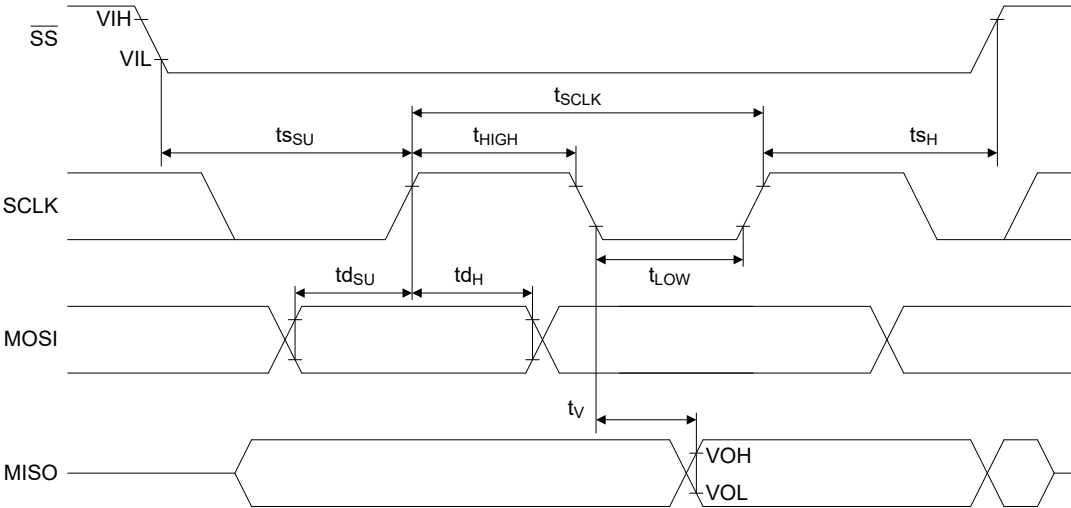 VIH
SS
VIL
tSCLK
tsSU
tHIGH
tsH
SCLK
tdSU
tdH
tLOW
MOSI
tV
VOH
MISO
VOL